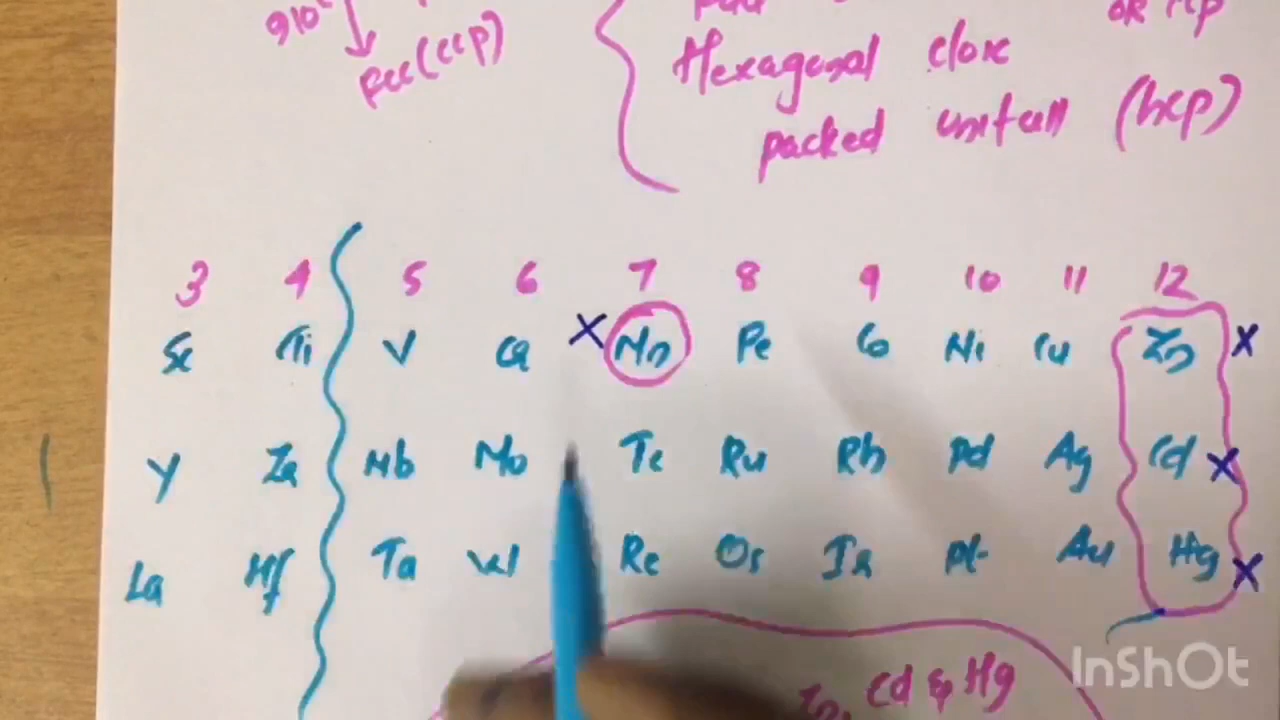 910°
fcc(ccp)
Hexagonal close
packed unitcell (hcp)
3 4 5 6 7 8 9 10 11 12
Sc Ti V Cr X Mn Fe Co Ni Cu Zn X
Y Zr Nb Mo Tc Ru Rh Pd Ag Cd X
La Hf Ta W Re Os Ir Pt Au Hg X
Zn, Cd & Hg
InShOt